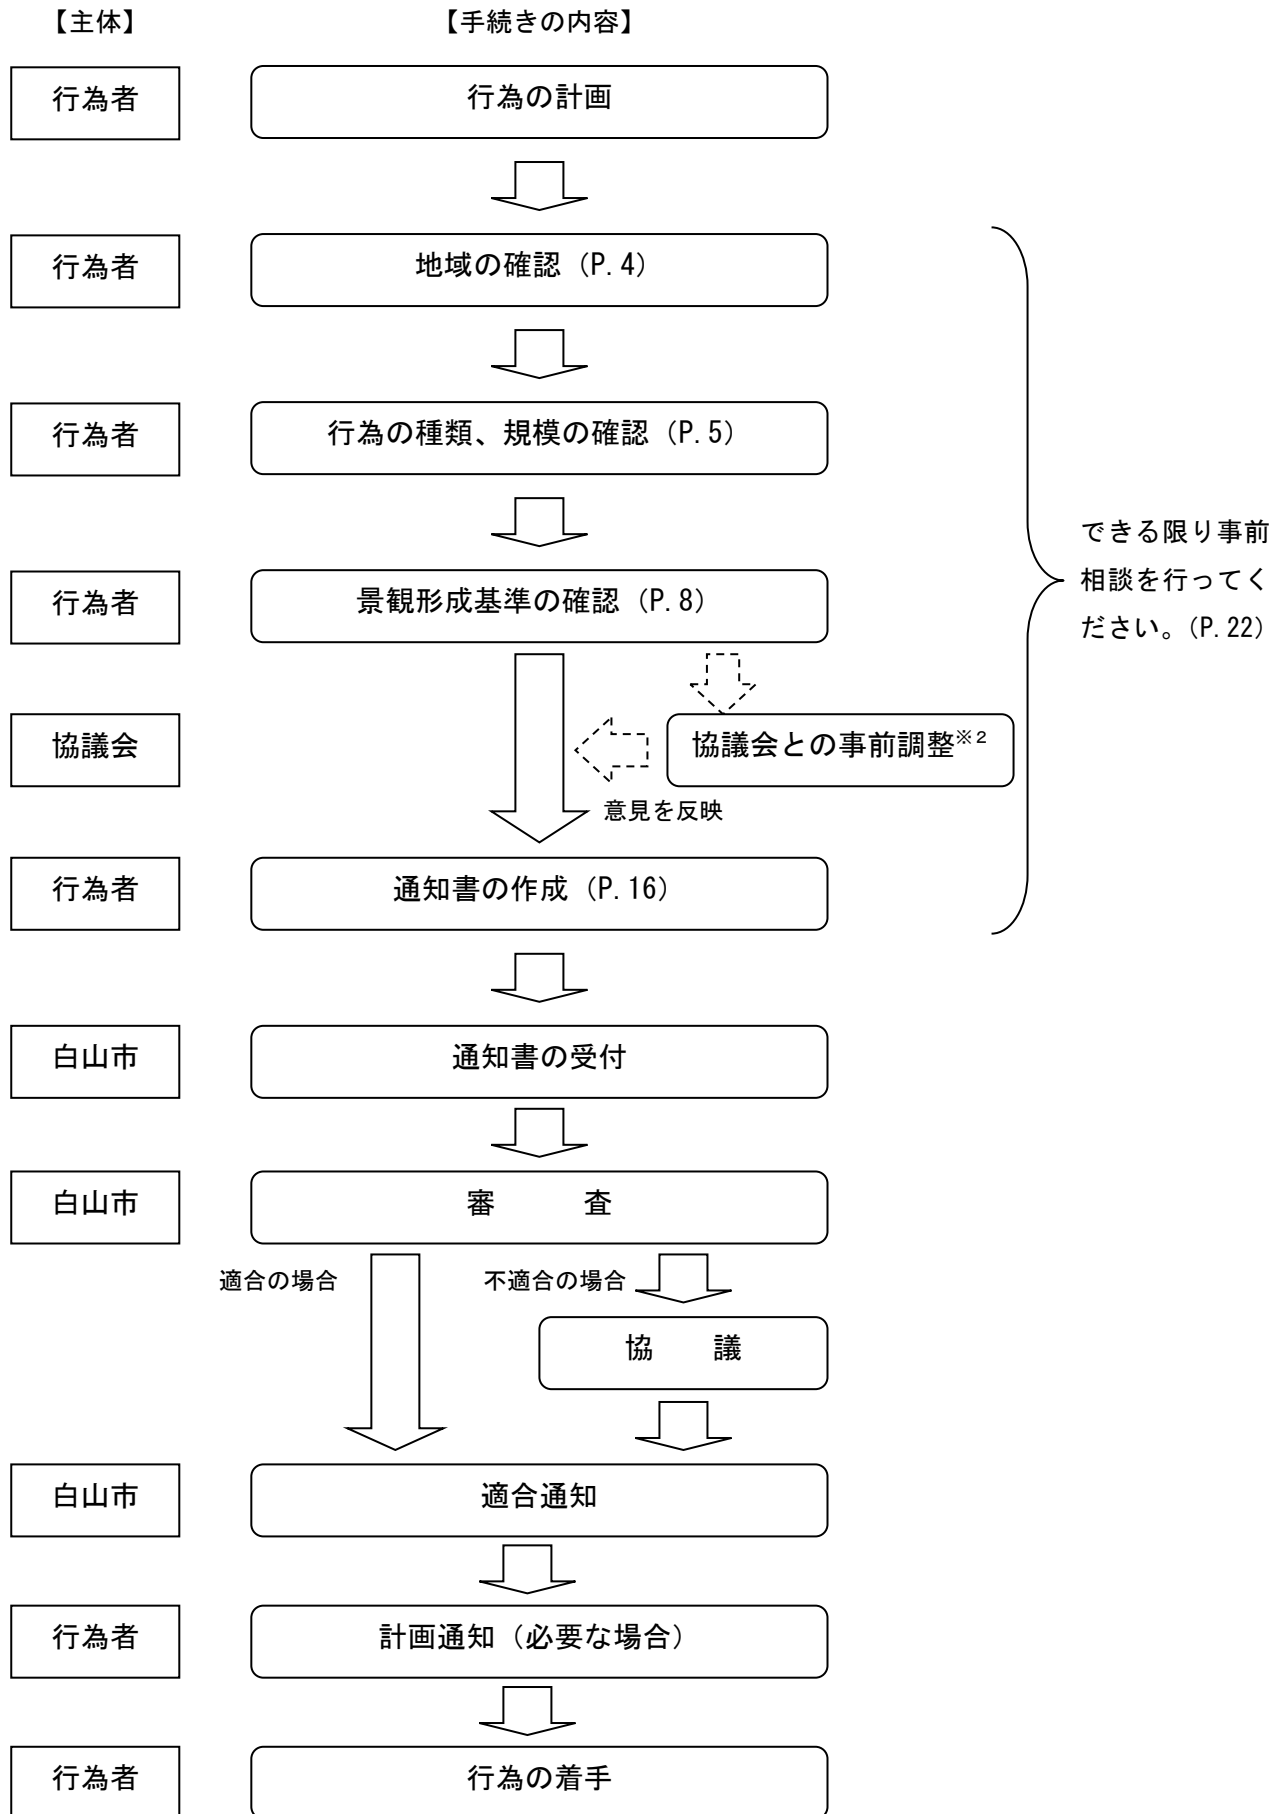 【主体】 【手続きの内容】
行為者 行為の計画
行為者 地域の確認（P.4）
行為者 行為の種類、規模の確認（P.5）
できる限り事前
相談を行ってく
ださい。（P.22）
行為者 景観形成基準の確認（P.8）
協議会 協議会との事前調整※2
意見を反映
行為者 通知書の作成（P.16）
白山市 通知書の受付
白山市 審　　査
適合の場合 不適合の場合
協　議
白山市 適合通知
行為者 計画通知（必要な場合）
行為者 行為の着手